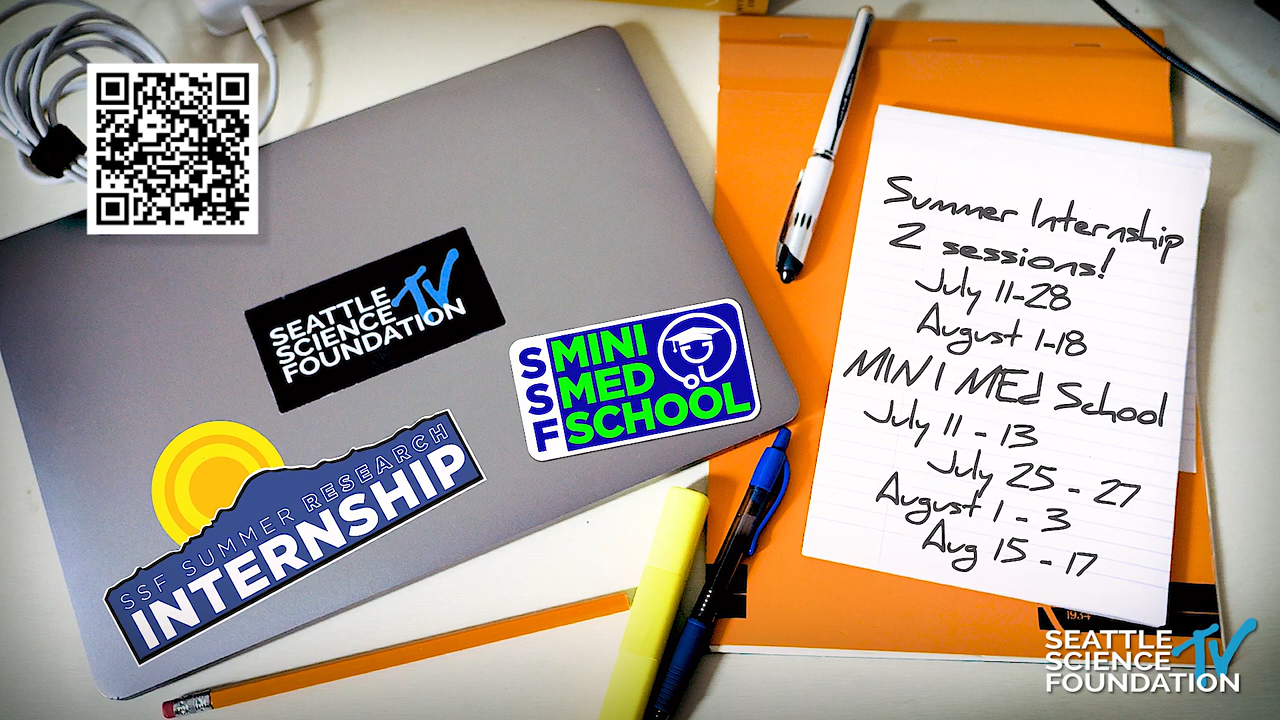 SEATTLE
SCIENCE
FOUNDATION
TV
SSF
MINI
MED
SCHOOL
SSF SUMMER RESEARCH
INTERNSHIP
Summer Internship
2 sessions!
July 11-28
August 1-18
MINI MEd School
July 11 - 13
July 25 - 27
August 1 - 3
Aug 15 - 17
1934
SEATTLE
SCIENCE
FOUNDATION
TV